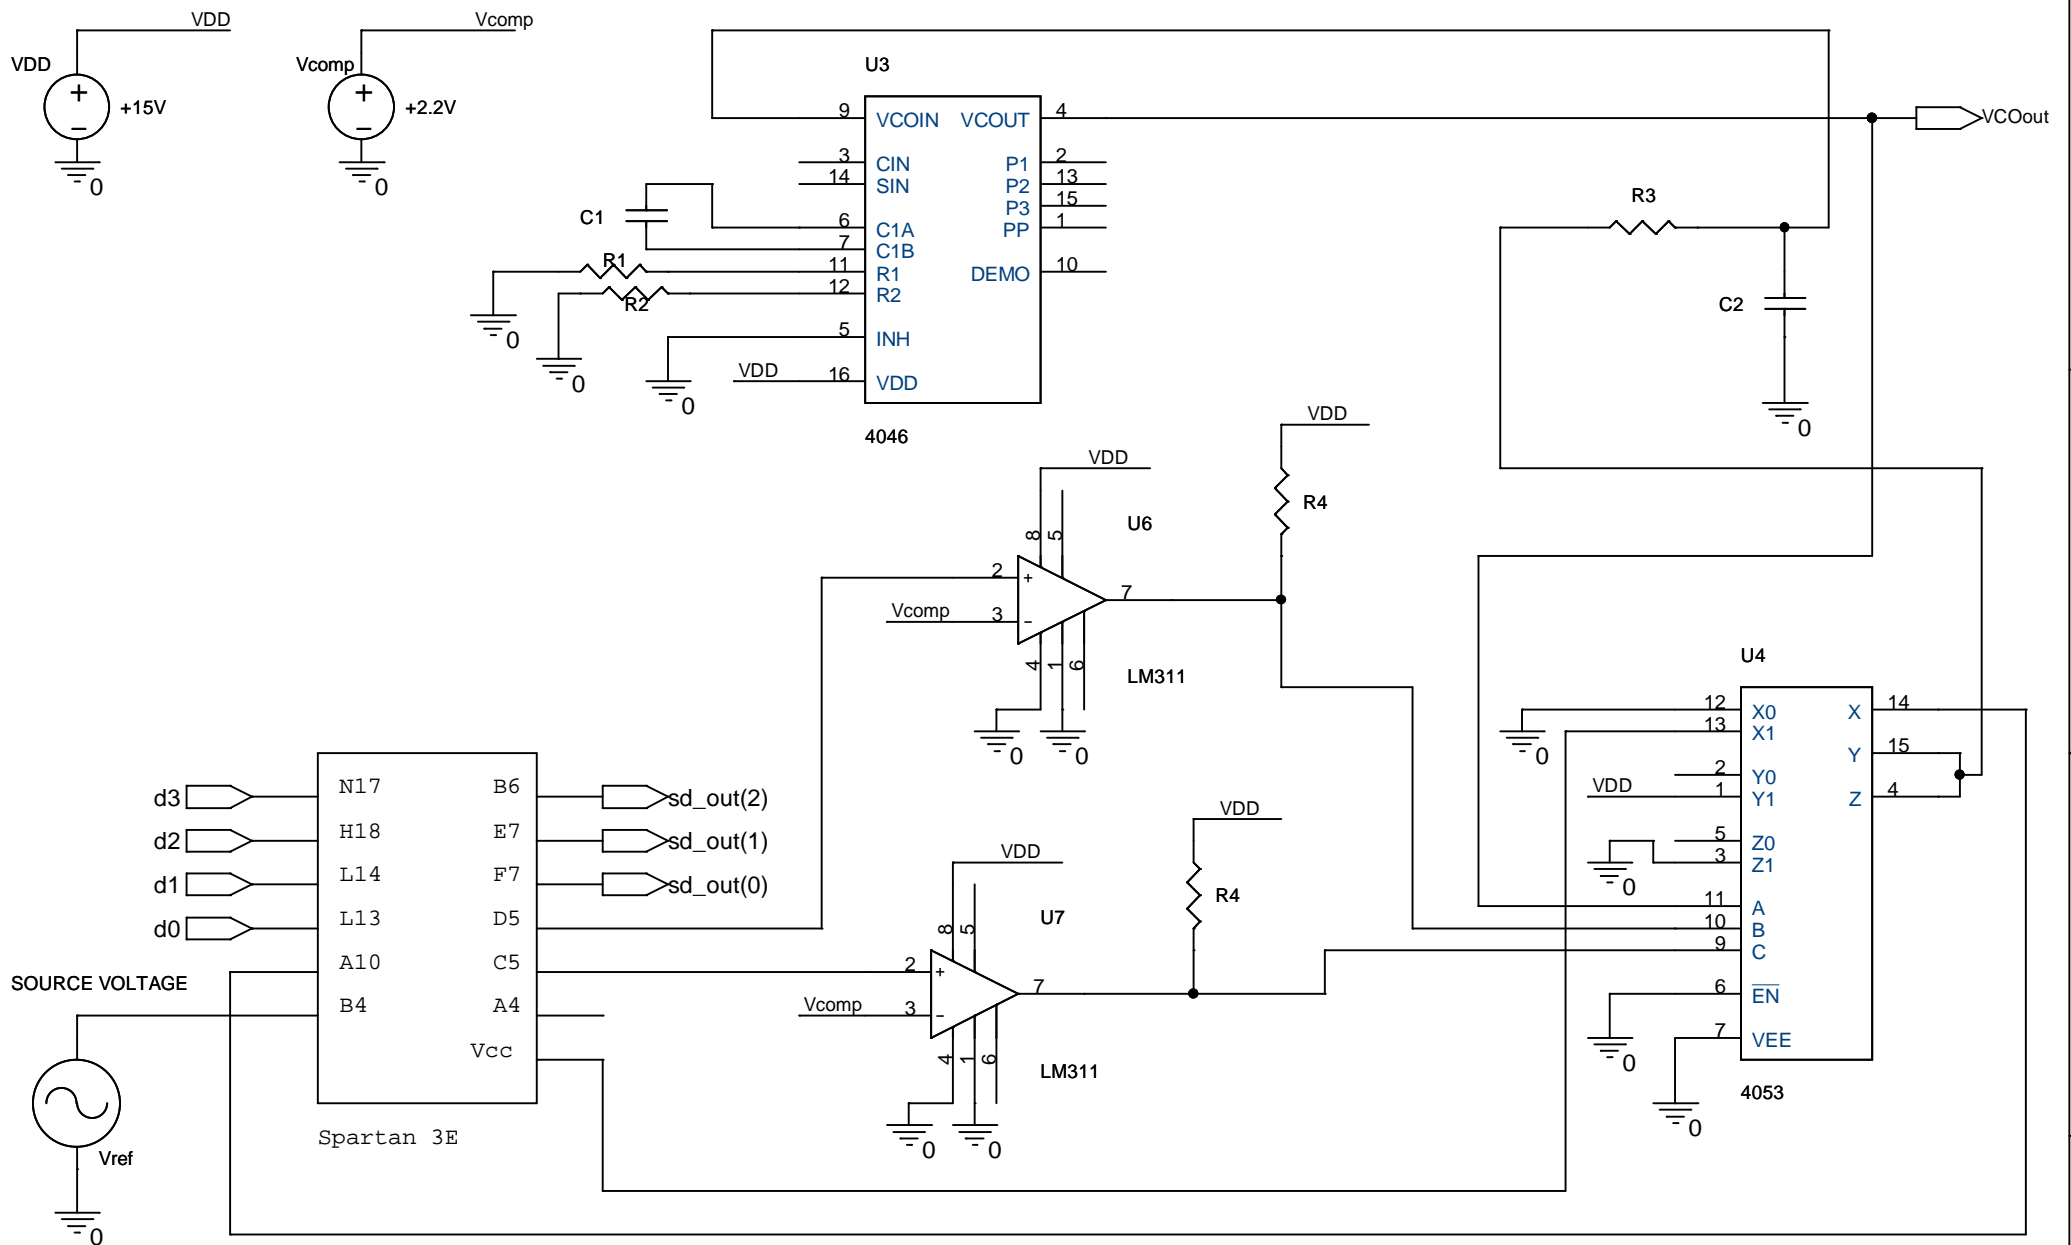 VDD
Vcomp
VDD
+15V
0
Vcomp
+2.2V
0
U3
9 VCOIN VCOUT 4
VCOout
3 CIN P1 2
14 SIN P2 13
P3 15
C1
6 C1A PP 1
7 C1B
R1
11 R1 DEMO 10
R2
12 R2
0
0
5 INH
0
VDD
16 VDD
4046
R3
C2
0
VDD
R4
VDD
8 5
U6
2 +
7
Vcomp
3 -
4 1 6
LM311
0
0
U4
12 X0 X 14
13 X1
0
Y 15
2 Y0
VDD
1 Y1 Z 4
5 Z0
3 Z1
0
11 A
10 B
9 C
6 EN
0
7 VEE
0
4053
d3
N17 B6
sd_out(2)
d2
H18 E7
sd_out(1)
d1
L14 F7
sd_out(0)
d0
L13 D5
A10 C5
B4 A4
Vcc
Spartan 3E
SOURCE VOLTAGE
Vref
0
VDD
R4
VDD
8 5
U7
2 +
7
Vcomp
3 -
4 1 6
LM311
0
0